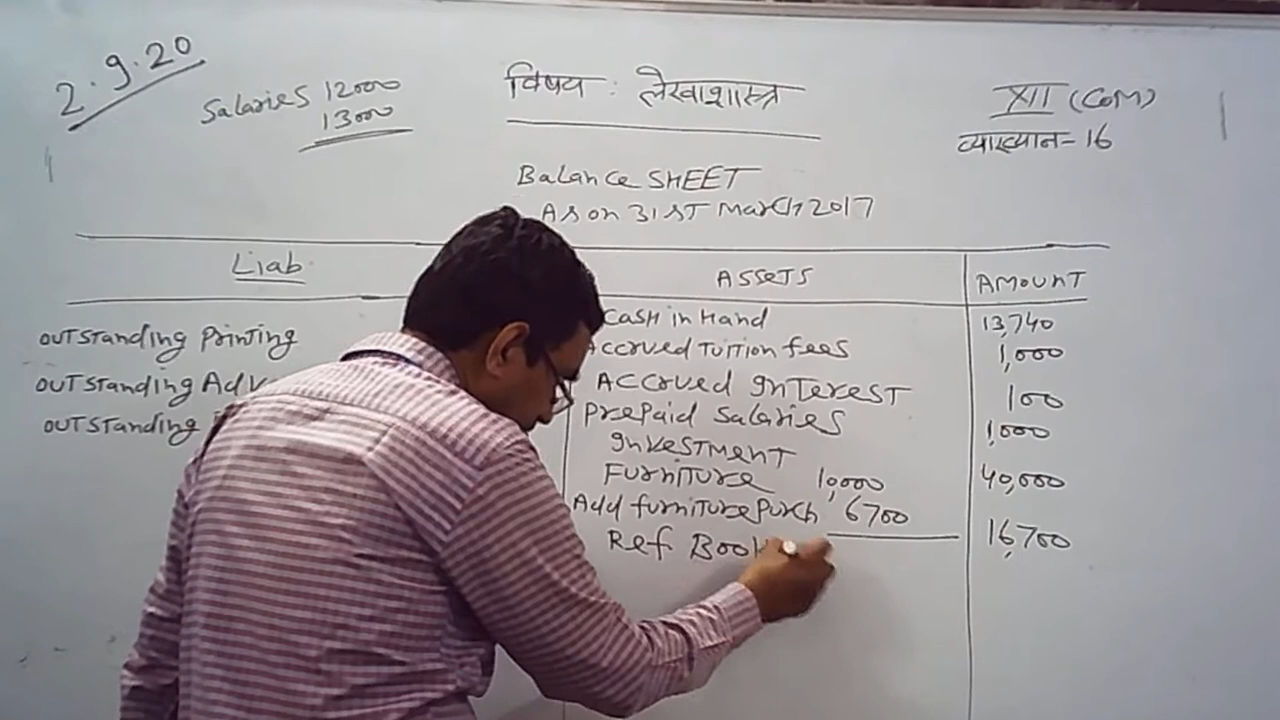 2.9.20
Salaries 12000
13000
विषय : लेखाशास्त्र
XII (COM)
व्याख्यान-16
Balance SHEET
AS on 31ST March 2017
Liab.
ASSETS
AMOUNT
OUTSTanding Printing
OUTSTanding Adv
OUTSTanding
CASH in Hand 13,740
Accrued Tuition fees 1,000
Accrued Interest 100
Prepaid Salaries 1,000
Investment 40,000
Furniture 10,000
Add furniture Purch 6700 16,700
Ref Book